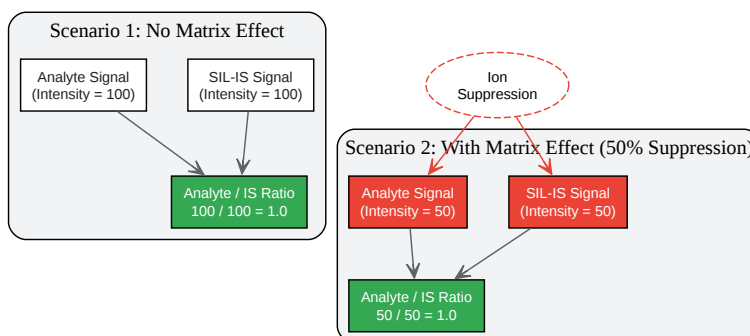 Scenario 1: No Matrix Effect
Analyte Signal
(Intensity = 100)
SIL-IS Signal
(Intensity = 100)
Analyte / IS Ratio
100 / 100 = 1.0
Ion
Suppression
Scenario 2: With Matrix Effect (50% Suppression)
Analyte Signal
(Intensity = 50)
SIL-IS Signal
(Intensity = 50)
Analyte / IS Ratio
50 / 50 = 1.0